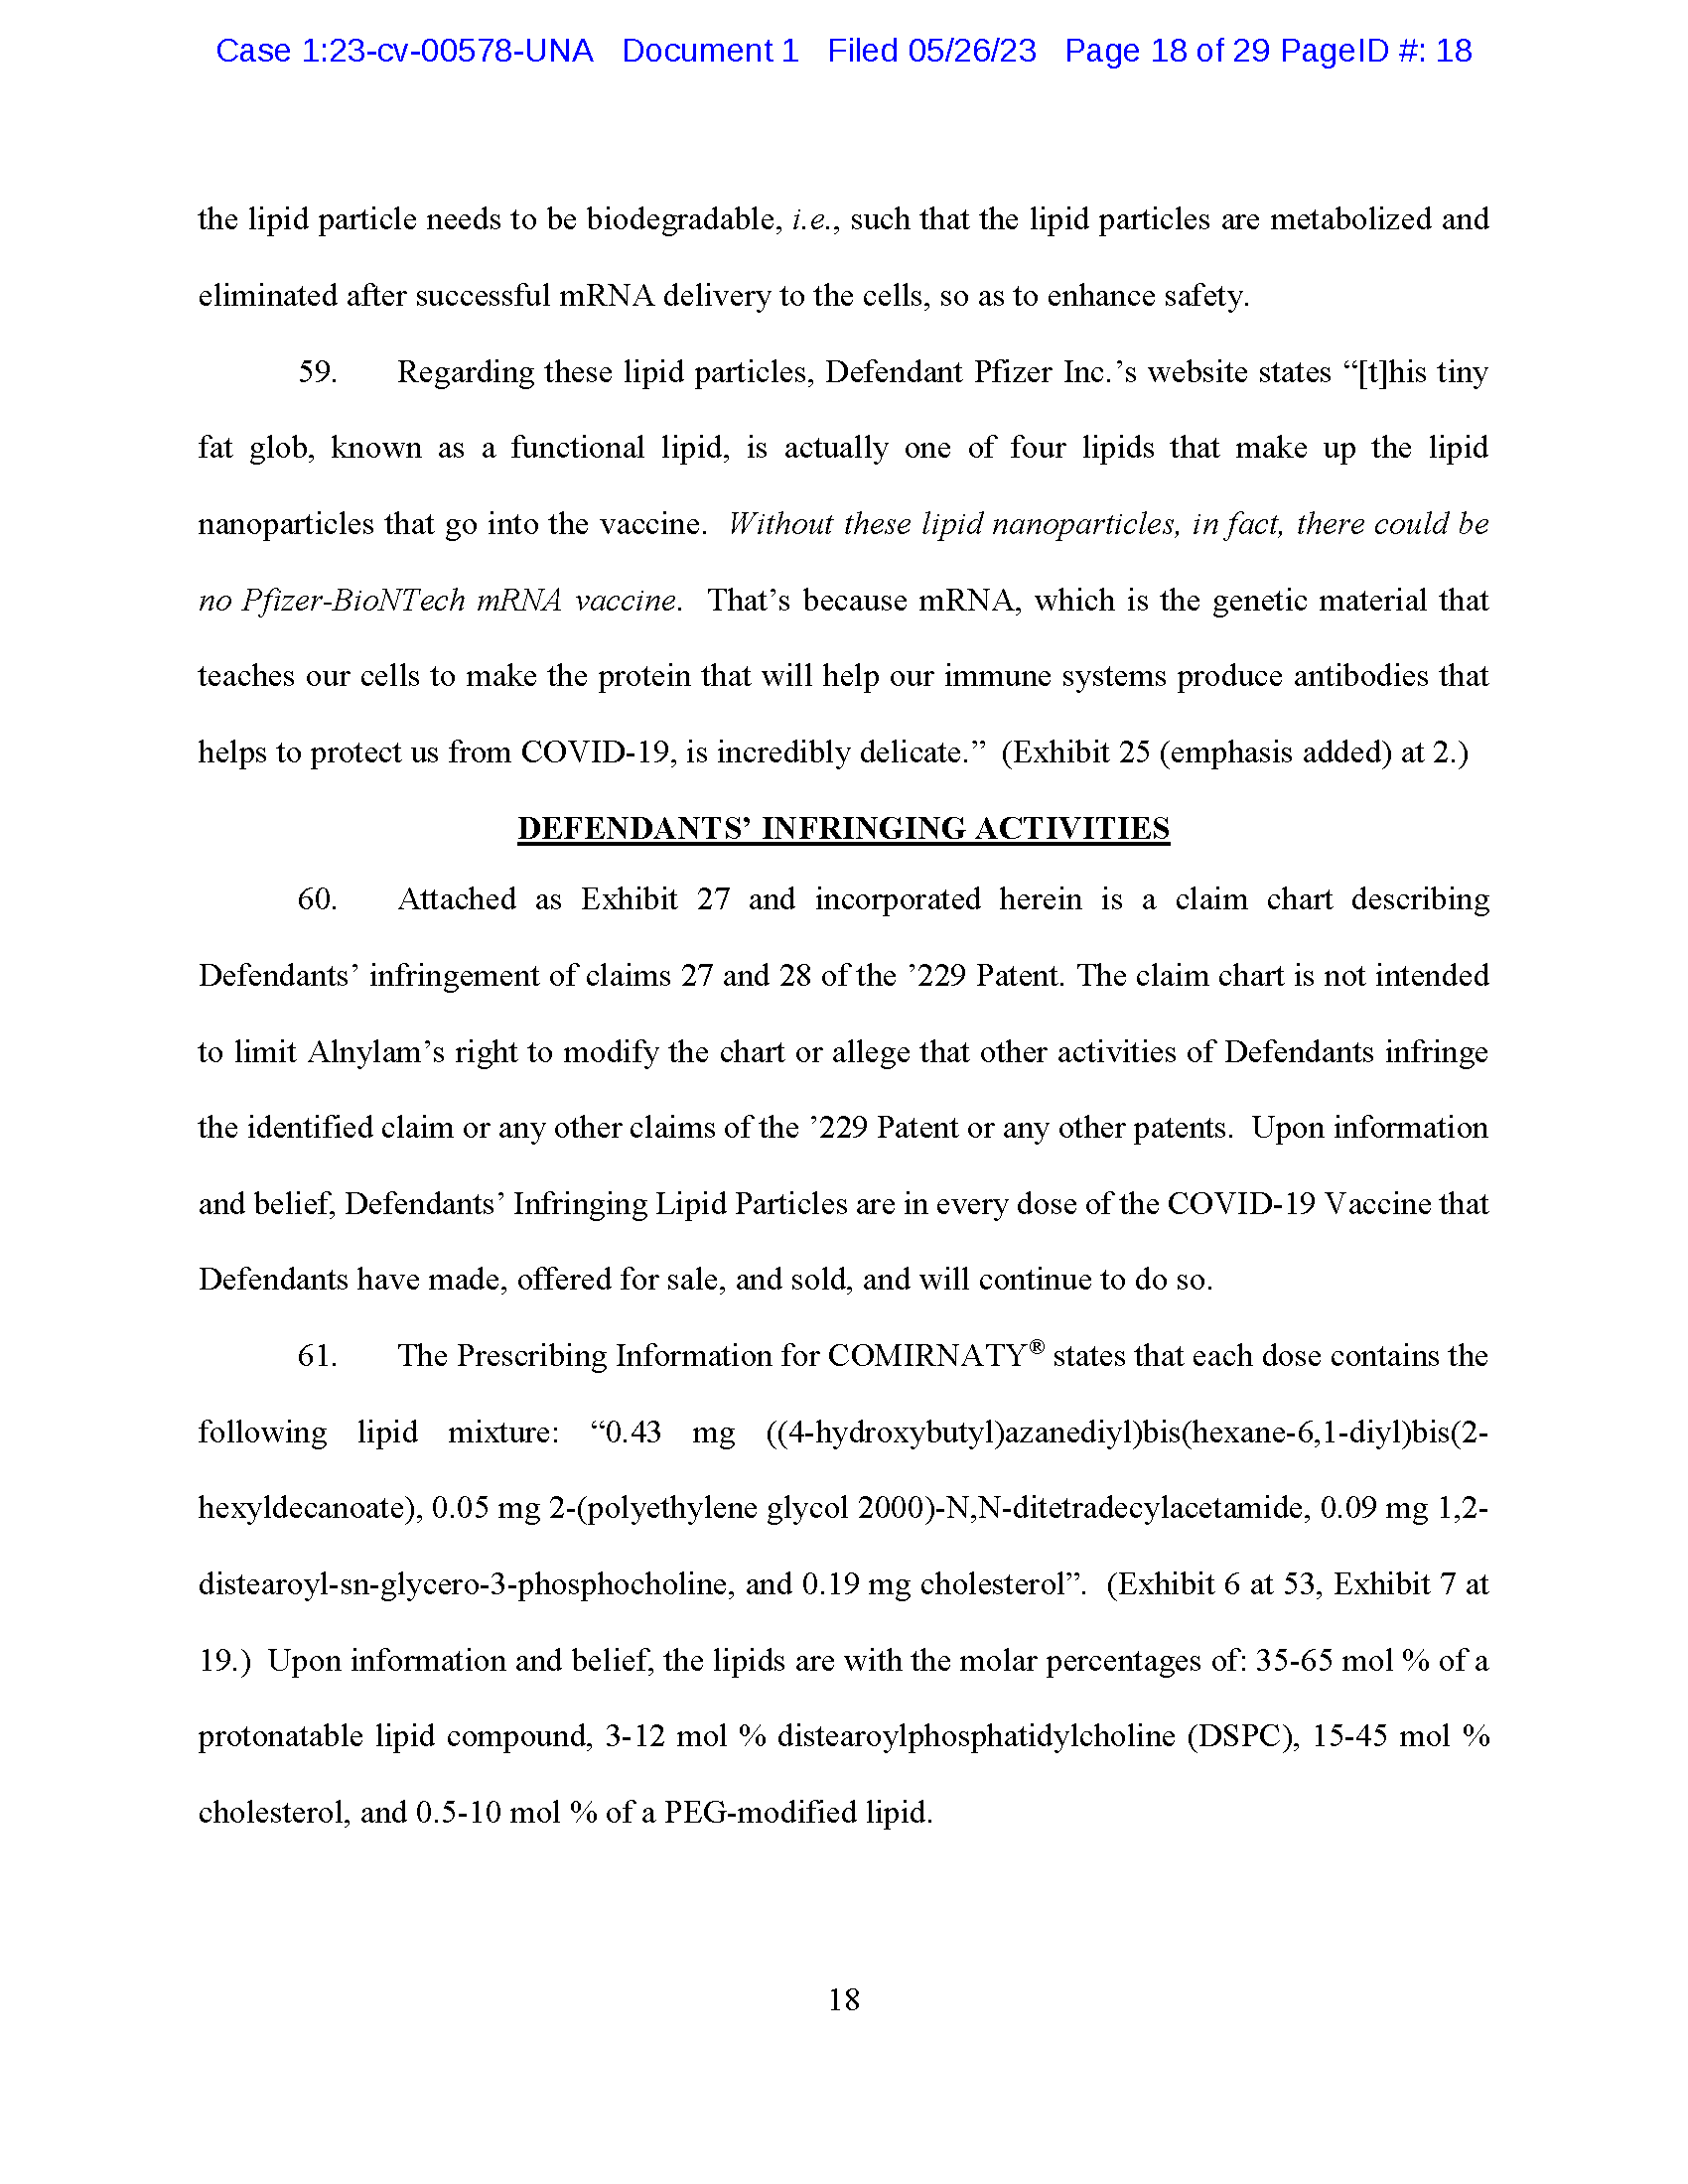 Case 1:23-cv-00578-UNA Document 1 Filed 05/26/23 Page 18 of 29 PageID #: 18
the lipid particle needs to be biodegradable, i.e., such that the lipid particles are metabolized and
eliminated after successful mRNA delivery to the cells, so as to enhance safety.
59. Regarding these lipid particles, Defendant Pfizer Inc.’s website states “[t]his tiny
fat glob, known as a functional lipid, is actually one of four lipids that make up the lipid
nanoparticles that go into the vaccine. Without these lipid nanoparticles, in fact, there could be
no Pfizer-BioNTech mRNA vaccine. That’s because mRNA, which is the genetic material that
teaches our cells to make the protein that will help our immune systems produce antibodies that
helps to protect us from COVID-19, is incredibly delicate.” (Exhibit 25 (emphasis added) at 2.)
DEFENDANTS’ INFRINGING ACTIVITIES
60. Attached as Exhibit 27 and incorporated herein is a claim chart describing
Defendants’ infringement of claims 27 and 28 of the ’229 Patent. The claim chart is not intended
to limit Alnylam’s right to modify the chart or allege that other activities of Defendants infringe
the identified claim or any other claims of the ’229 Patent or any other patents. Upon information
and belief, Defendants’ Infringing Lipid Particles are in every dose of the COVID-19 Vaccine that
Defendants have made, offered for sale, and sold, and will continue to do so.
61. The Prescribing Information for COMIRNATY® states that each dose contains the
following lipid mixture: “0.43 mg ((4-hydroxybutyl)azanediyl)bis(hexane-6,1-diyl)bis(2-
hexyldecanoate), 0.05 mg 2-(polyethylene glycol 2000)-N,N-ditetradecylacetamide, 0.09 mg 1,2-
distearoyl-sn-glycero-3-phosphocholine, and 0.19 mg cholesterol”. (Exhibit 6 at 53, Exhibit 7 at
19.) Upon information and belief, the lipids are with the molar percentages of: 35-65 mol % of a
protonatable lipid compound, 3-12 mol % distearoylphosphatidylcholine (DSPC), 15-45 mol %
cholesterol, and 0.5-10 mol % of a PEG-modified lipid.
18